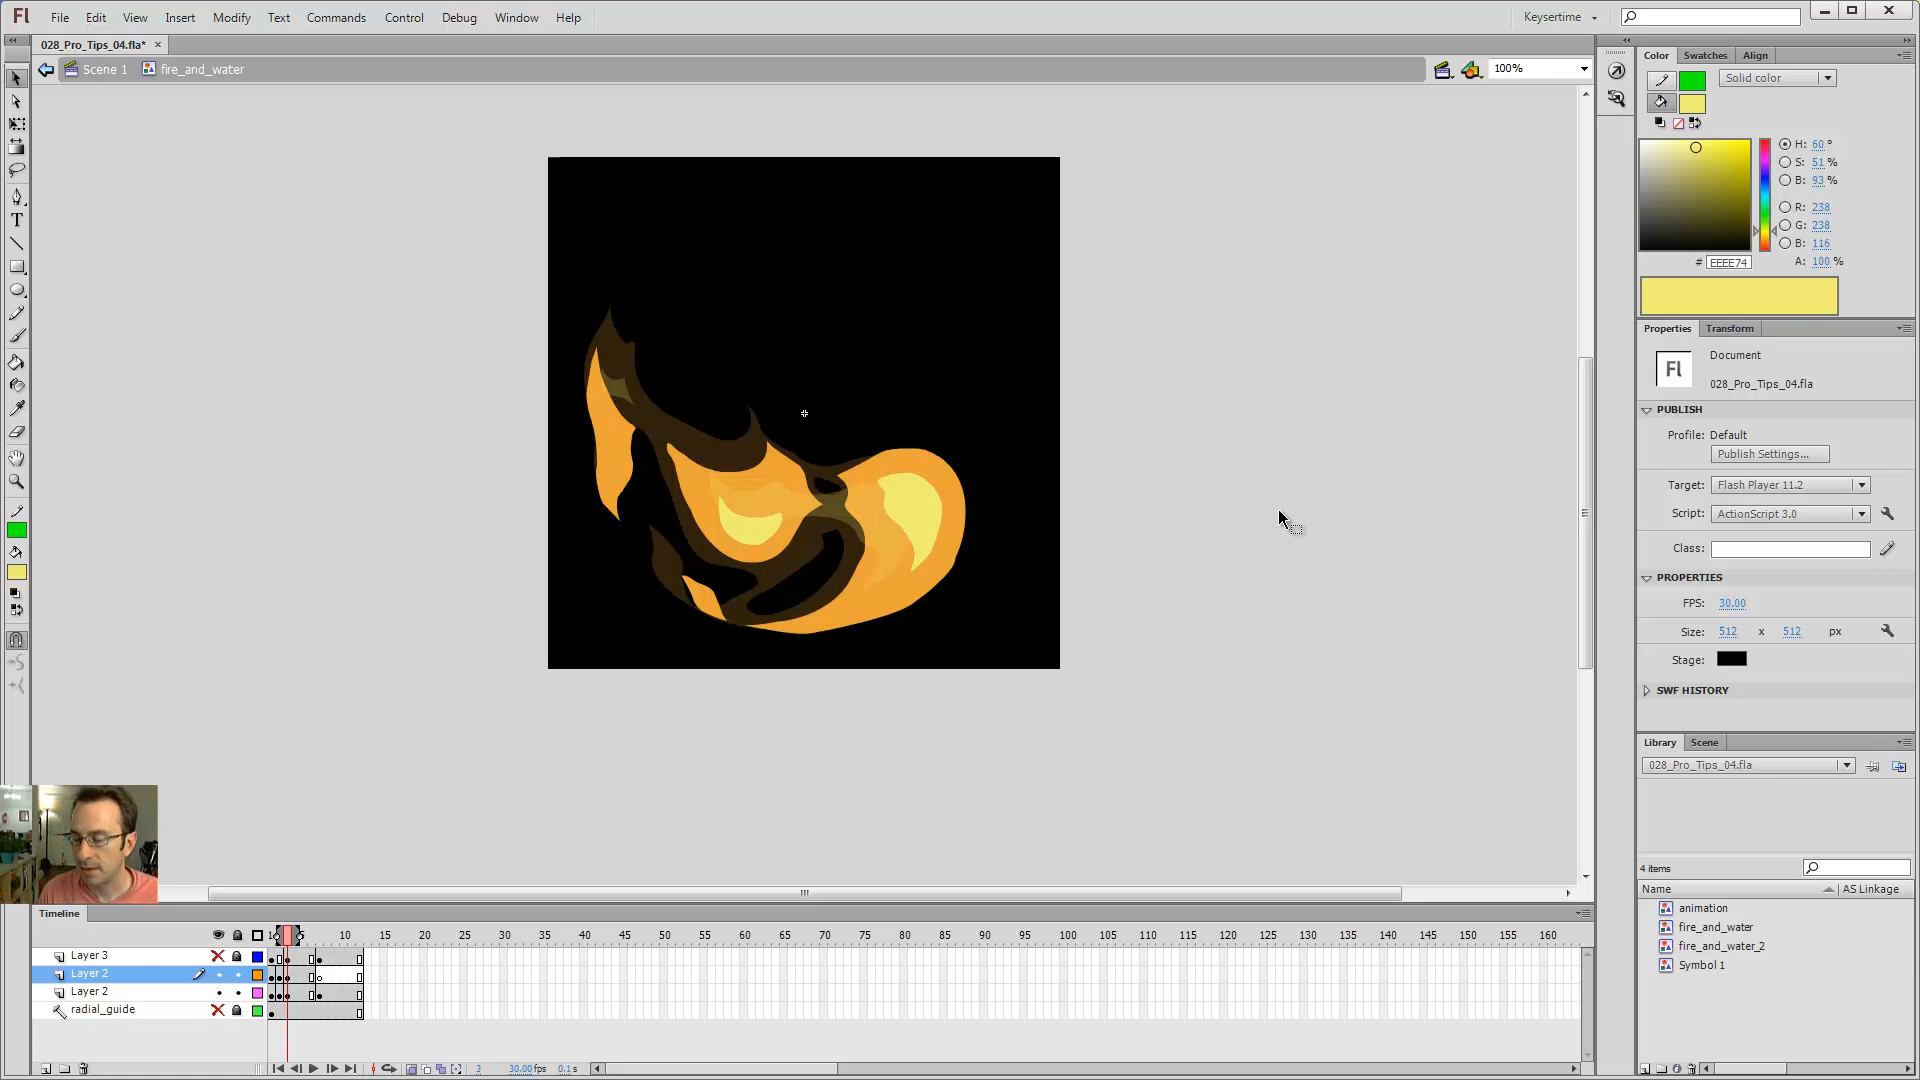 Fl File Edit View Insert Modify Text Commands Control Debug Window Help Keysertime
028_Pro_Tips_04.fla* ×
Scene 1 fire_and_water 100%
Color Swatches Align
Solid color
H: 60 °
S: 51 %
B: 93 %
R: 238
G: 238
B: 116
# EEEE74 A: 100 %
Properties Transform
Fl Document
028_Pro_Tips_04.fla
PUBLISH
Profile: Default
Publish Settings...
Target: Flash Player 11.2
Script: ActionScript 3.0
Class:
PROPERTIES
FPS: 30.00
Size: 512 x 512 px
Stage:
SWF HISTORY
Library Scene
028_Pro_Tips_04.fla
4 items
Name AS Linkage
animation
fire_and_water
fire_and_water_2
Symbol 1
Timeline
10 15 20 25 30 35 40 45 50 55 60 65 70 75 80 85 90 95 100 105 110 115 120 125 130 135 140 145 150 155 160
Layer 3
Layer 2
Layer 2
radial_guide
3 30.00fps 0.1s